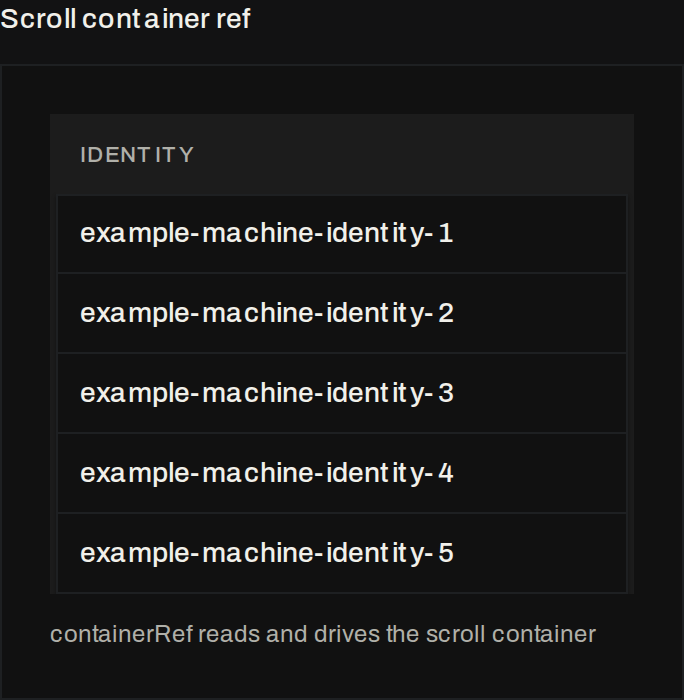 Scroll container ref
IDENTITY
example-machine-identity-1
example-machine-identity-2
example-machine-identity-3
example-machine-identity-4
example-machine-identity-5
containerRef reads and drives the scroll container